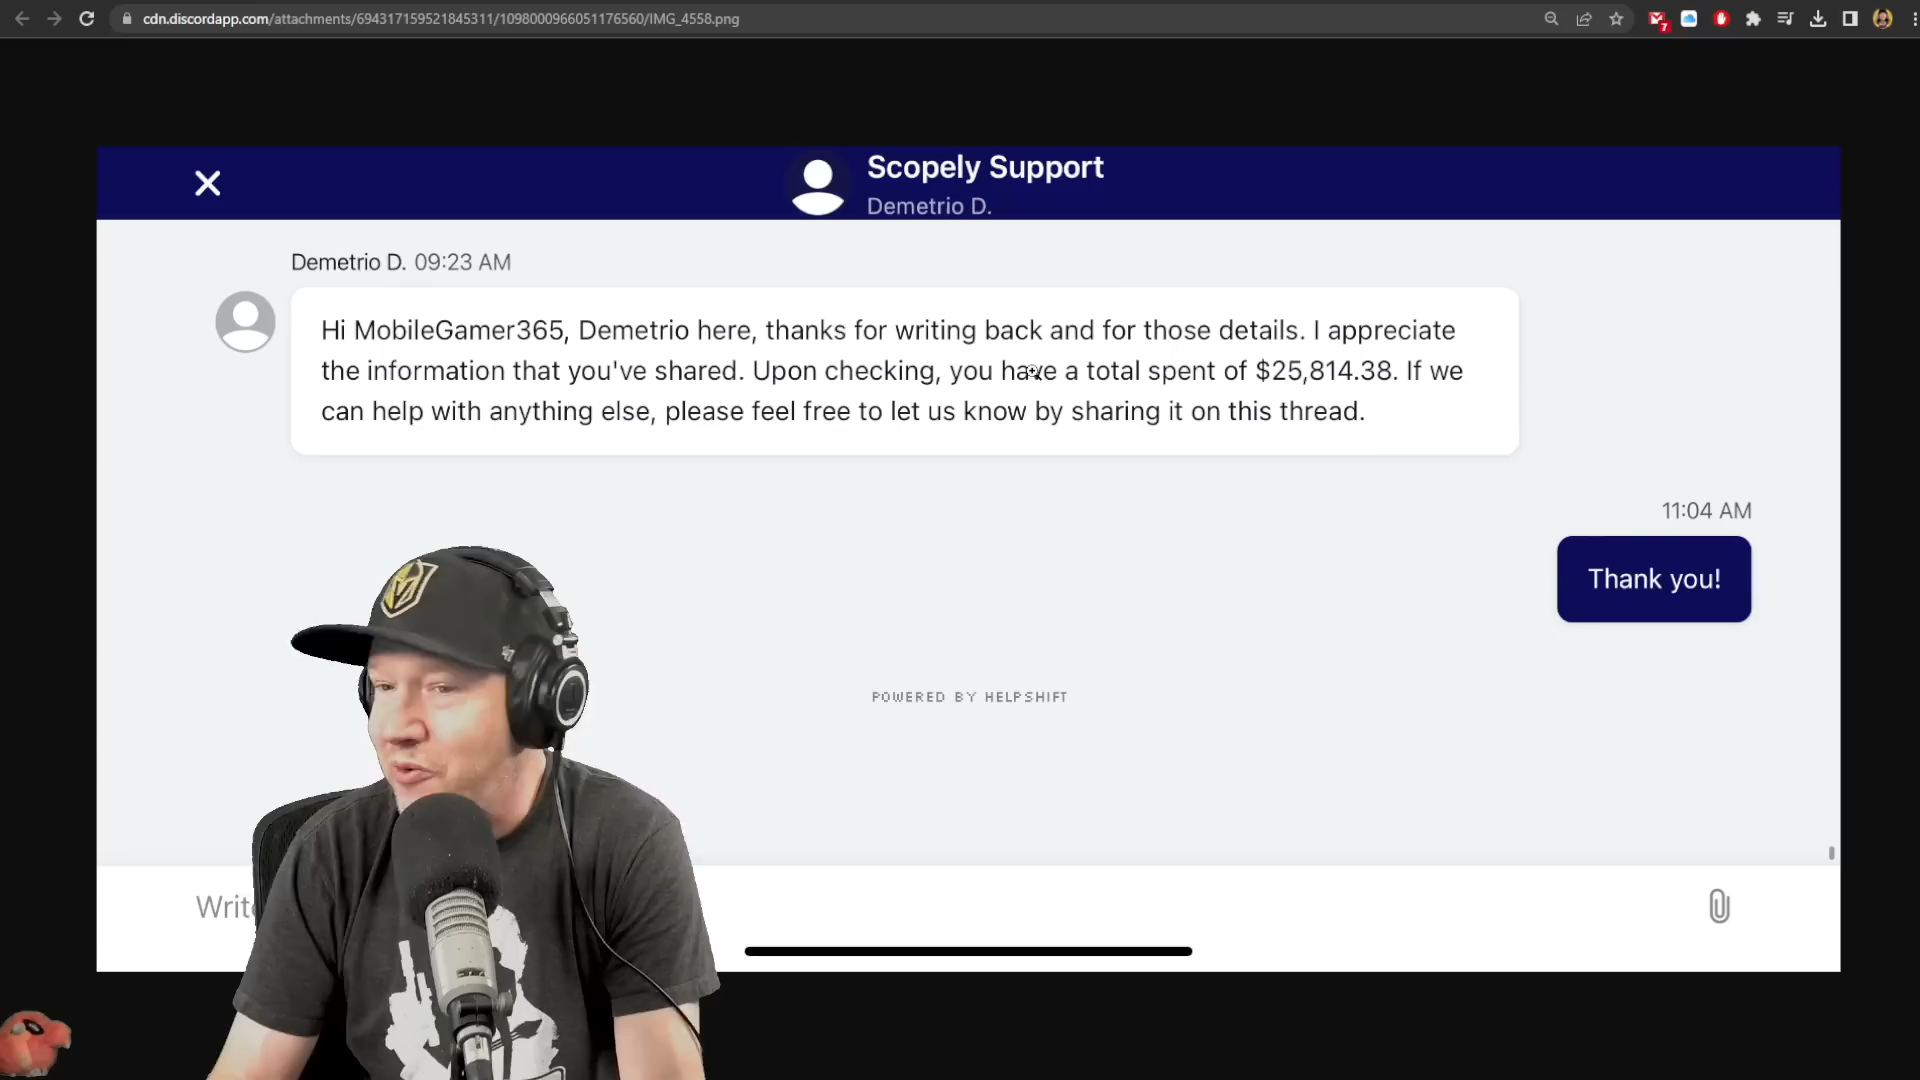 cdn.discordapp.com/attachments/694317159521845311/1098000966051176560/IMG_4558.png
7
Scopely Support
Demetrio D.
Demetrio D. 09:23 AM
Hi MobileGamer365, Demetrio here, thanks for writing back and for those details. I appreciate
the information that you've shared. Upon checking, you have a total spent of $25,814.38. If we
can help with anything else, please feel free to let us know by sharing it on this thread.
11:04 AM
Thank you!
47
POWERED BY HELPSHIFT
Write